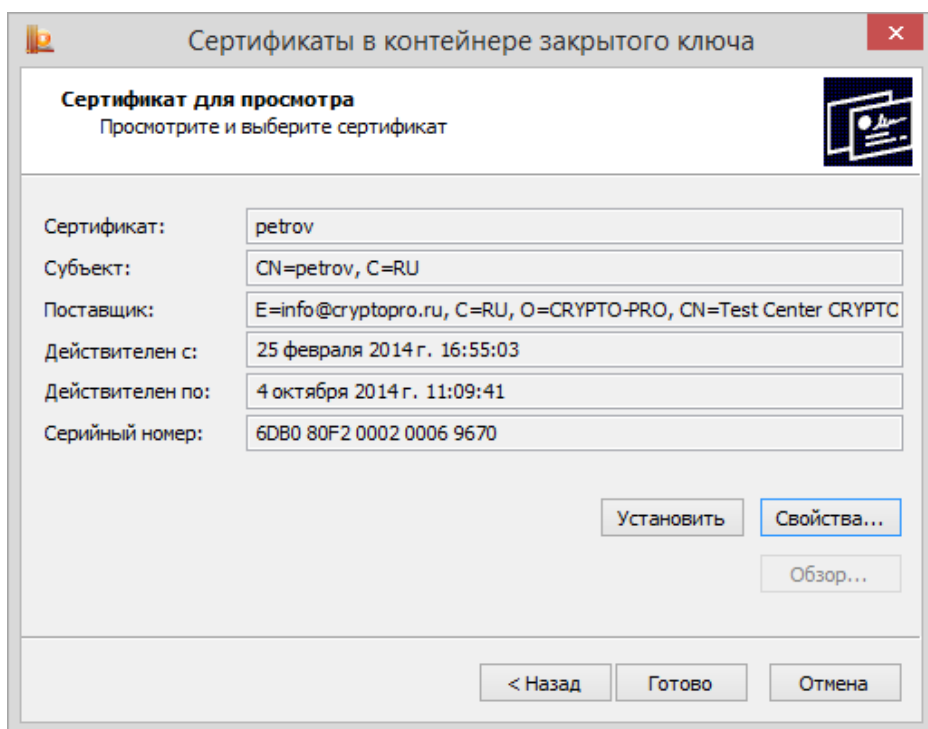 Сертификаты в контейнере закрытого ключа
Сертификат для просмотра
Просмотрите и выберите сертификат
Сертификат: petrov
Субъект: CN=petrov, C=RU
Поставщик: E=info@cryptopro.ru, C=RU, O=CRYPTO-PRO, CN=Test Center CRYPTO
Действителен с: 25 февраля 2014 г. 16:55:03
Действителен по: 4 октября 2014 г. 11:09:41
Серийный номер: 6DB0 80F2 0002 0006 9670
Установить Свойства...
Обзор...
< Назад Готово Отмена